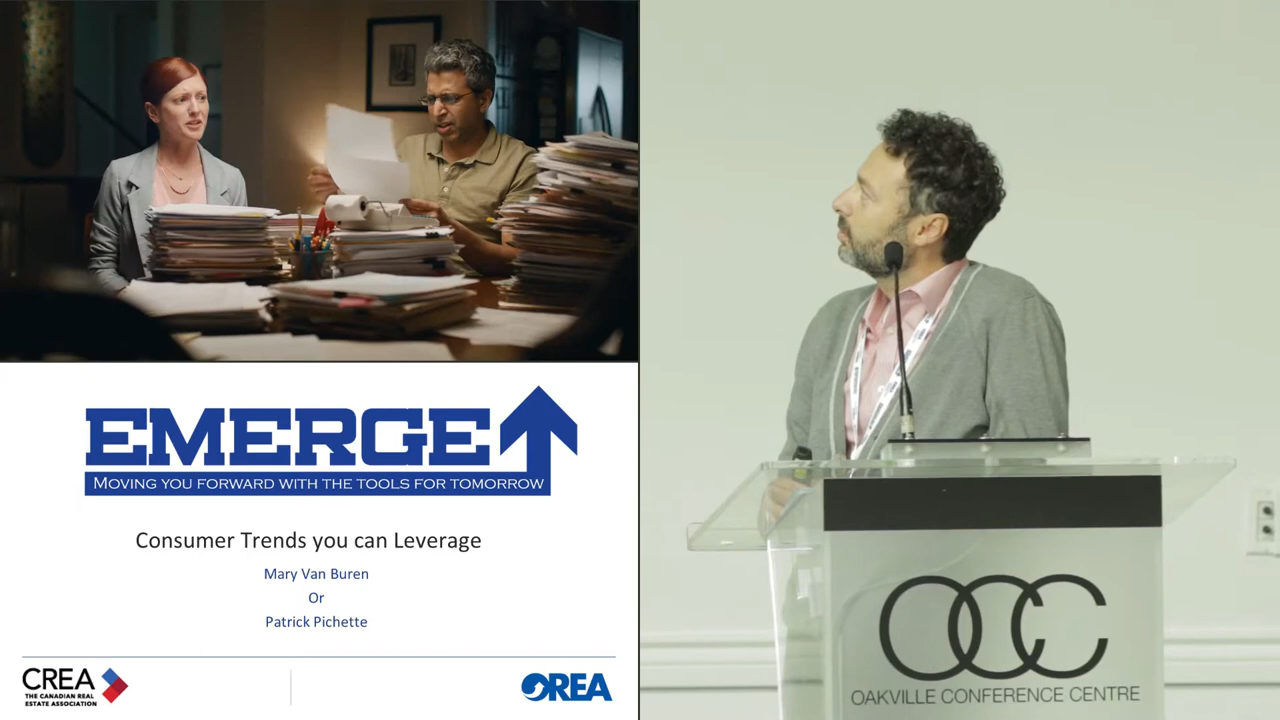 EMERGE
MOVING YOU FORWARD WITH THE TOOLS FOR TOMORROW
Consumer Trends you can Leverage
Mary Van Buren
Or
Patrick Pichette
CREA
THE CANADIAN REAL
ESTATE ASSOCIATION
OREA
OCC
OAKVILLE CONFERENCE CENTRE